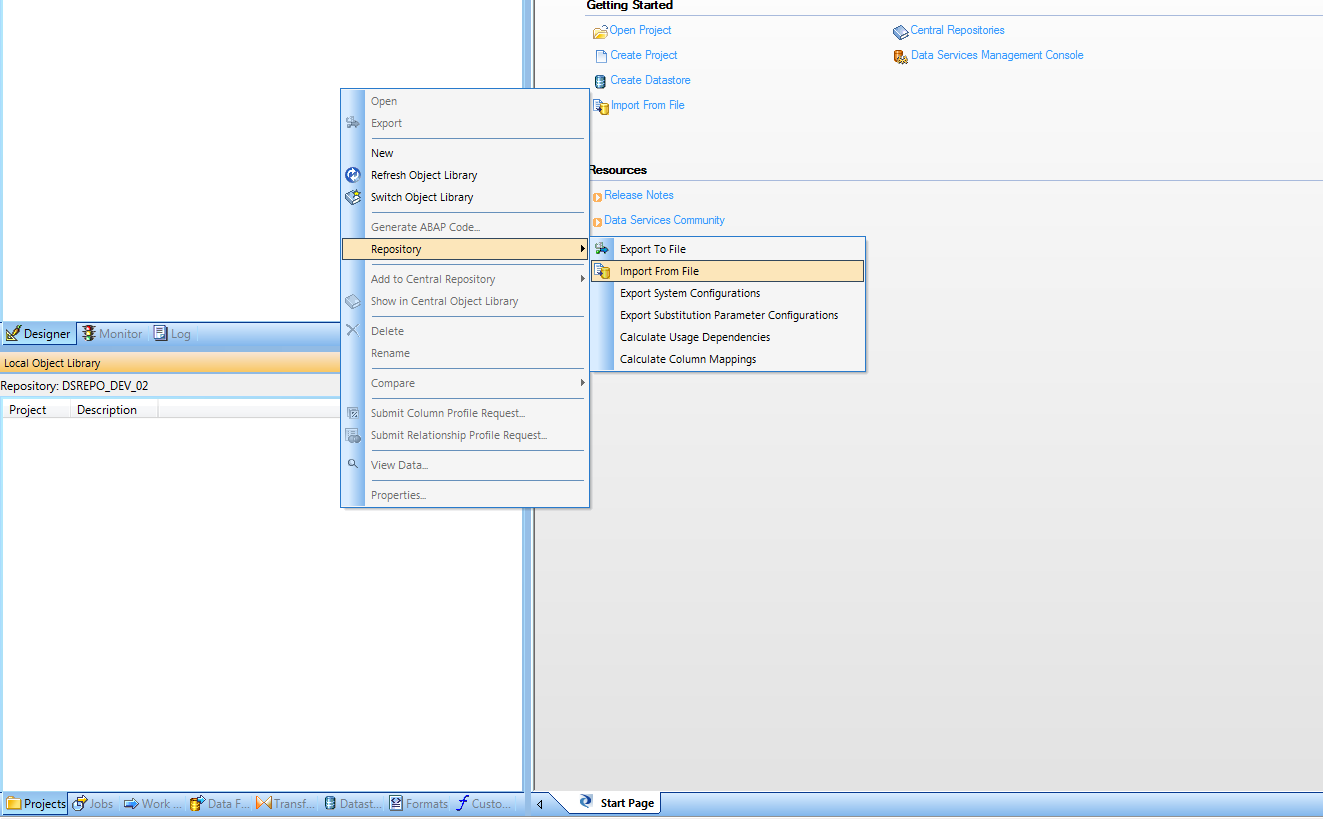 Getting Started
Open Project
Central Repositories
Create Project
Data Services Management Console
Create Datastore
Import From File
Resources
Release Notes
Data Services Community
Open
Export
New
Refresh Object Library
Switch Object Library
Generate ABAP Code...
Repository
Add to Central Repository
Show in Central Object Library
Delete
Rename
Compare
Submit Column Profile Request...
Submit Relationship Profile Request...
View Data...
Properties...
Export To File
Import From File
Export System Configurations
Export Substitution Parameter Configurations
Calculate Usage Dependencies
Calculate Column Mappings
Designer Monitor Log
Local Object Library
Repository: DSREPO_DEV_02
Project Description
Projects Jobs Work ... Data F... Transf... Datast... Formats Custo...
Start Page